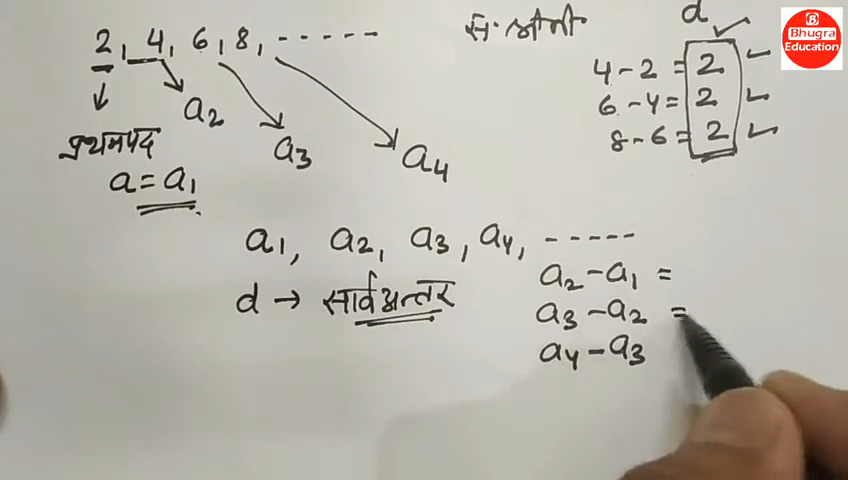 2, 4, 6, 8, -----
स. श्रेणी
d
4 - 2 = 2
6 - 4 = 2
8 - 6 = 2
a2
a3
a4
प्रथमपद
a = a1
a1, a2, a3, a4, -----
d → सार्वअन्तर
a2 - a1 =
a3 - a2 =
a4 - a3
B
Bhugra
Education